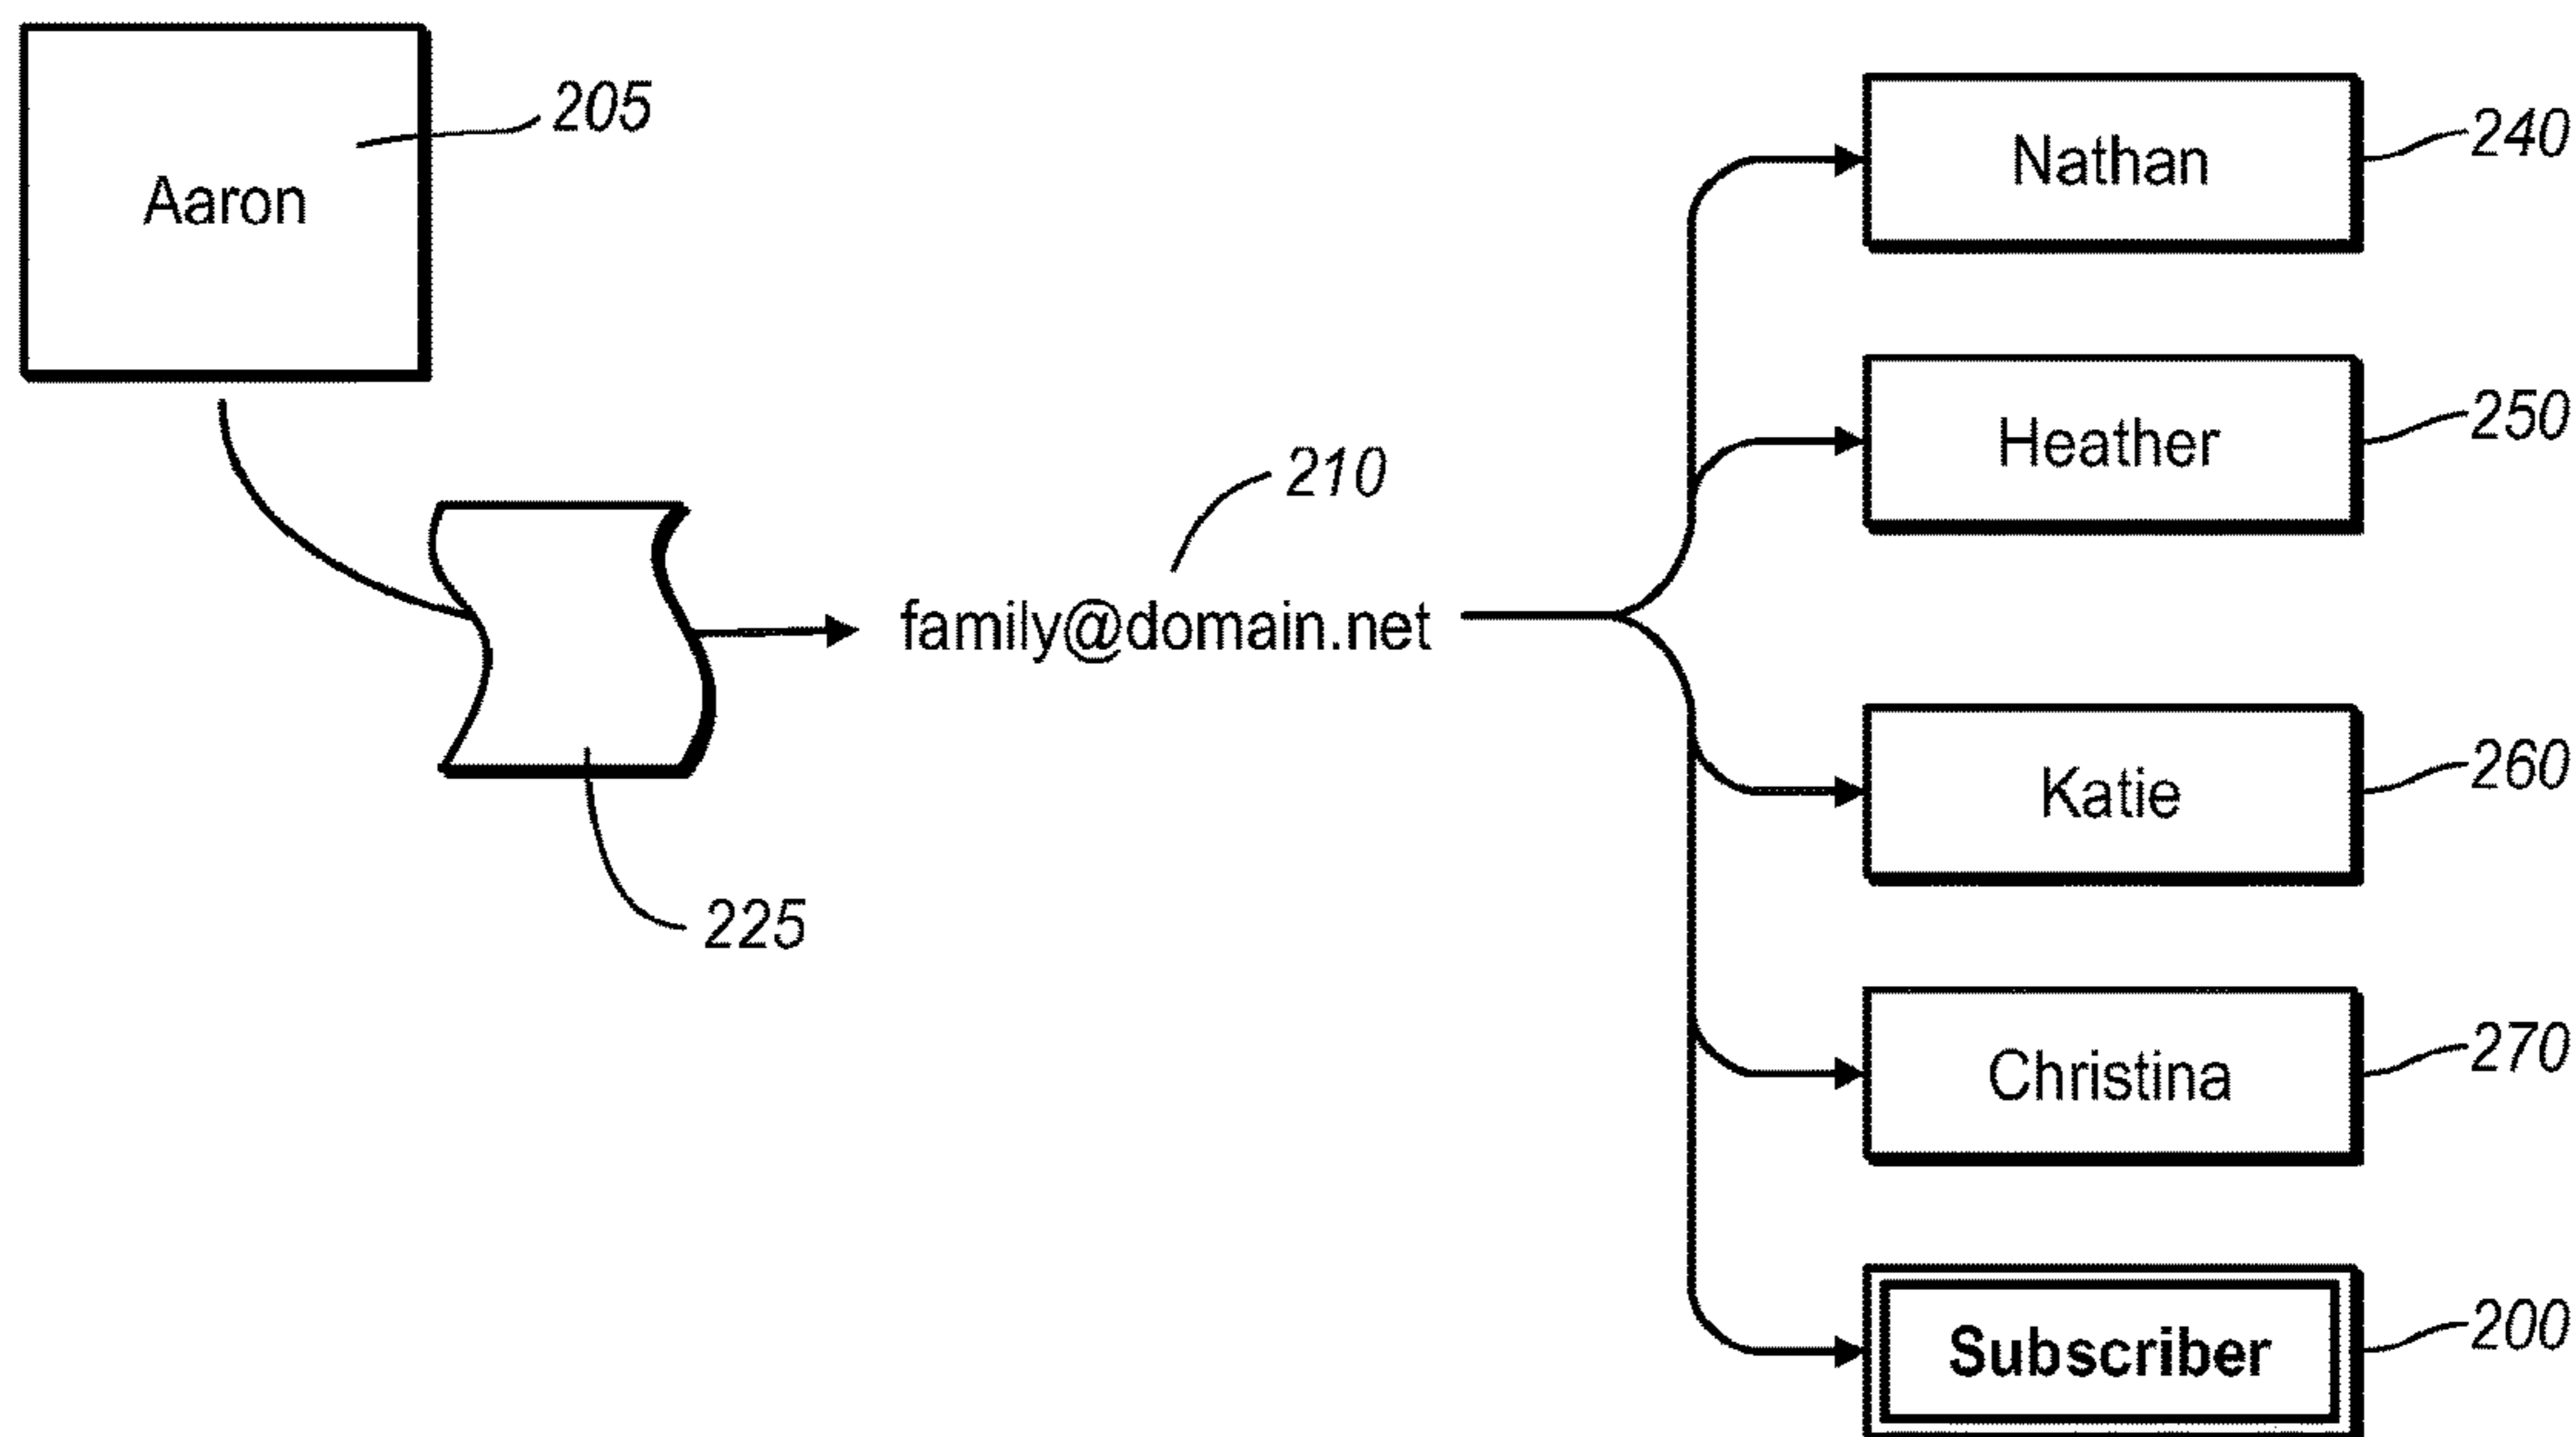 Aaron
205
225
210
family@domain.net
Nathan
240
Heather
250
Katie
260
Christina
270
Subscriber
200